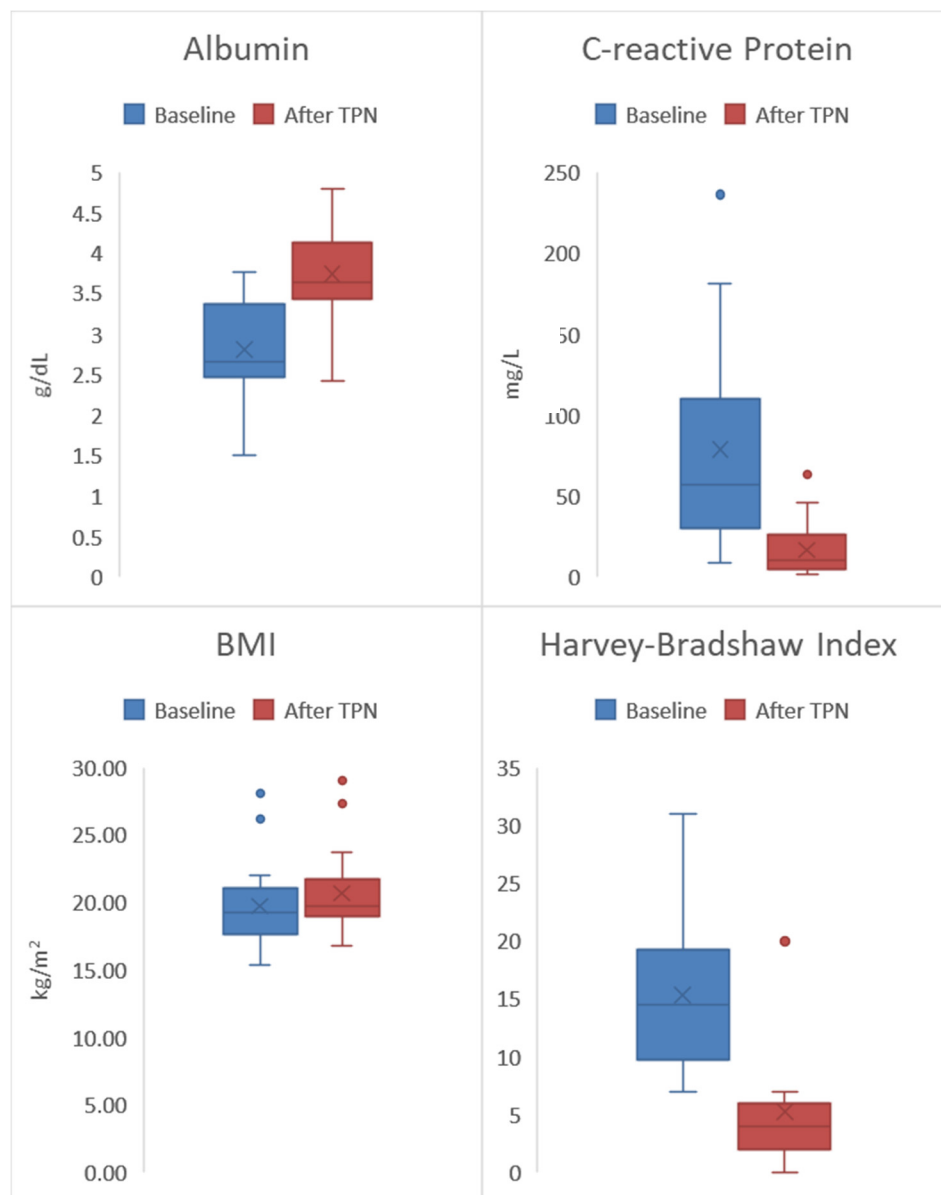 Albumin
Baseline After TPN
5
4.5
4
3.5
3
2.5
2
1.5
1
0.5
0
g/dL
C-reactive Protein
Baseline After TPN
250
200
50
100
50
0
mg/L
BMI
Baseline After TPN
30.00
25.00
20.00
15.00
10.00
5.00
0.00
kg/m²
Harvey-Bradshaw Index
Baseline After TPN
35
30
25
20
15
10
5
0